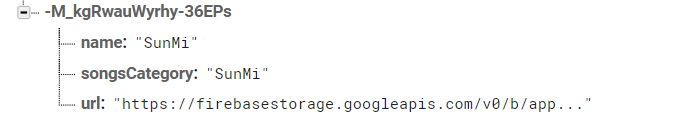 -M_kgRwauWyrhy-36EPs
name: "SunMi"
songsCategory: "SunMi"
url: "https://firebasestorage.googleapis.com/v0/b/app..."